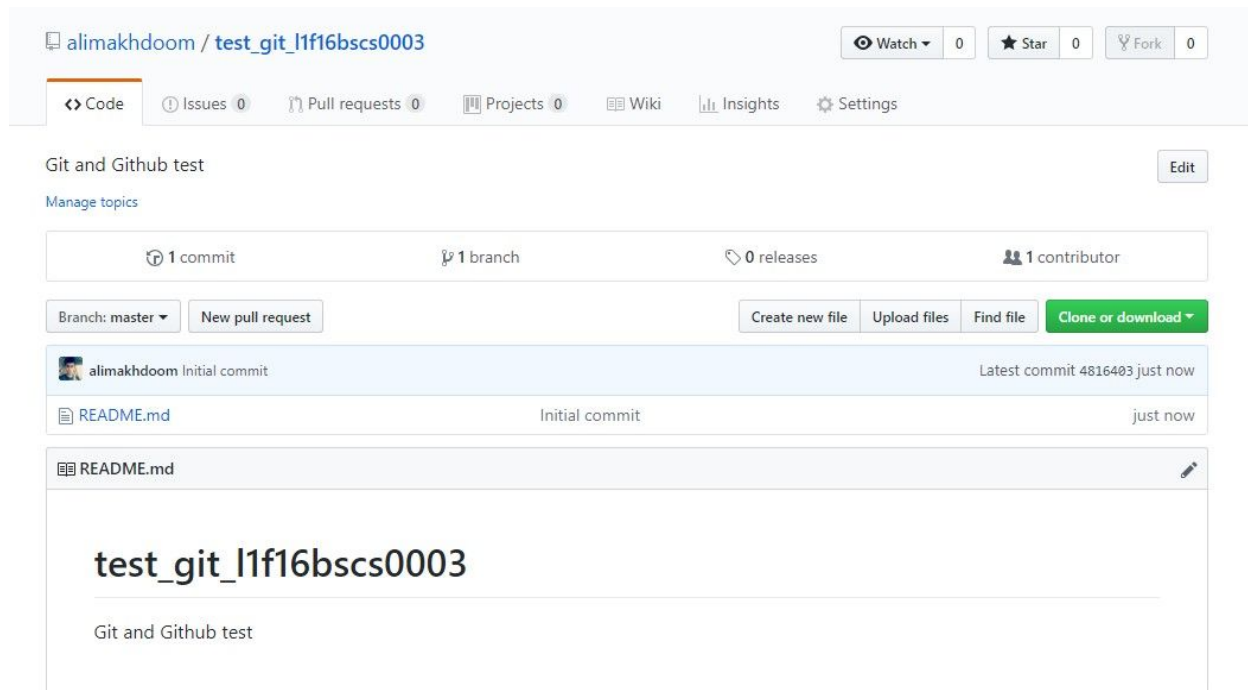 alimakhdoom / test_git_l1f16bscs0003 Watch 0 Star 0 Fork 0
Code Issues 0 Pull requests 0 Projects 0 Wiki Insights Settings
Git and Github test Edit
Manage topics
1 commit 1 branch 0 releases 1 contributor
Branch: master New pull request Create new file Upload files Find file Clone or download
alimakhdoom Initial commit Latest commit 4816403 just now
README.md Initial commit just now
README.md
test_git_l1f16bscs0003
Git and Github test